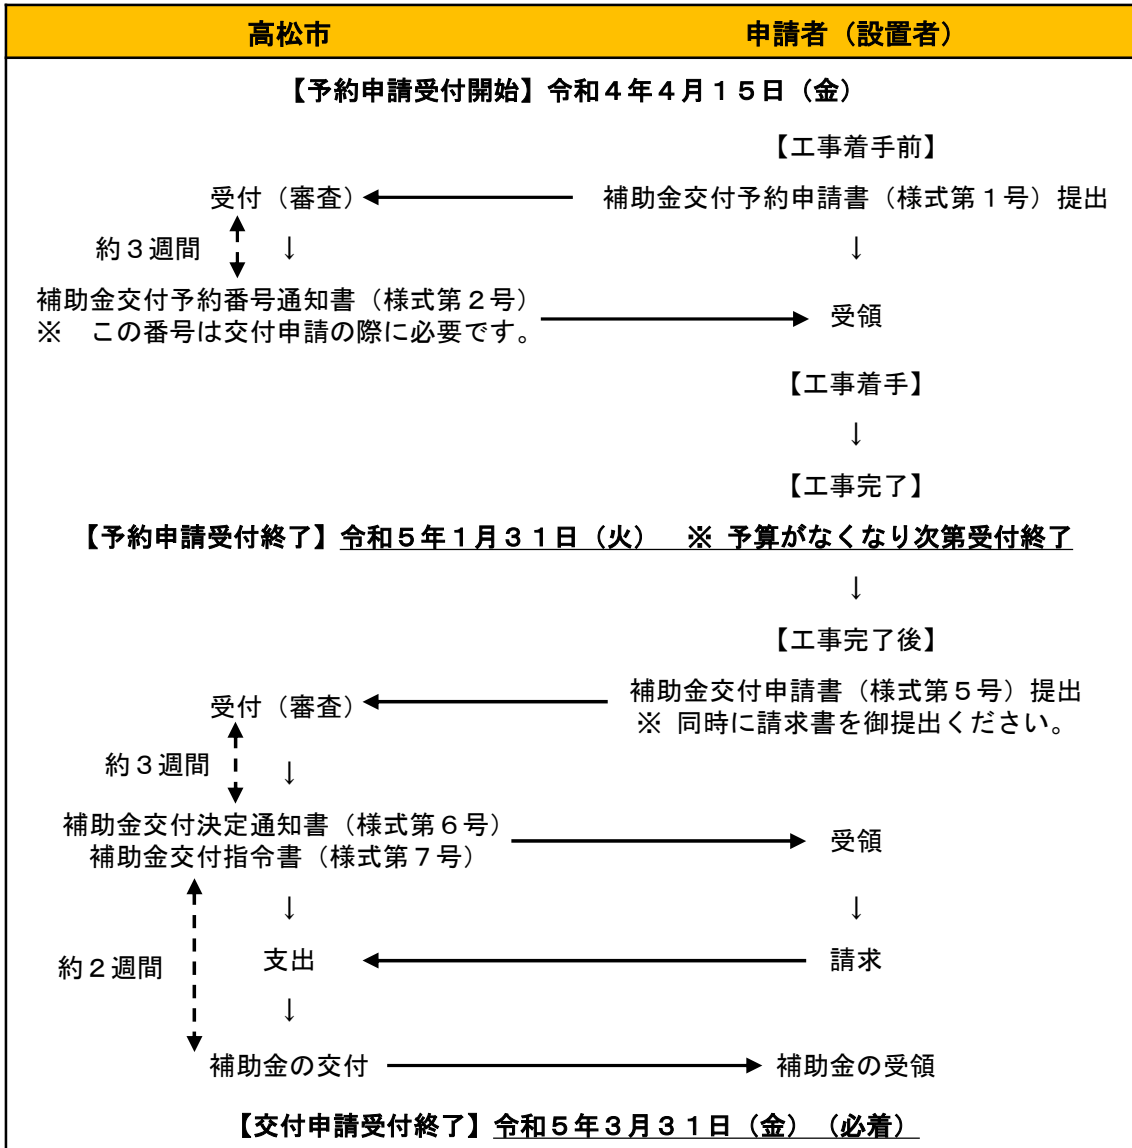 高松市 申請者（設置者）
【予約申請受付開始】令和４年４月１５日（金）
【工事着手前】
受付（審査） 補助金交付予約申請書（様式第１号）提出
約３週間 ↓ ↓
補助金交付予約番号通知書（様式第２号）
※　この番号は交付申請の際に必要です。
受領
【工事着手】
↓
【工事完了】
【予約申請受付終了】令和５年１月３１日（火）　※ 予算がなくなり次第受付終了
↓
【工事完了後】
補助金交付申請書（様式第５号）提出
受付（審査） ※ 同時に請求書を御提出ください。
約３週間 ↓
補助金交付決定通知書（様式第６号）
補助金交付指令書（様式第７号）
受領
↓ ↓
約２週間 支出 請求
↓
補助金の交付 補助金の受領
【交付申請受付終了】令和５年３月３１日（金）（必着）